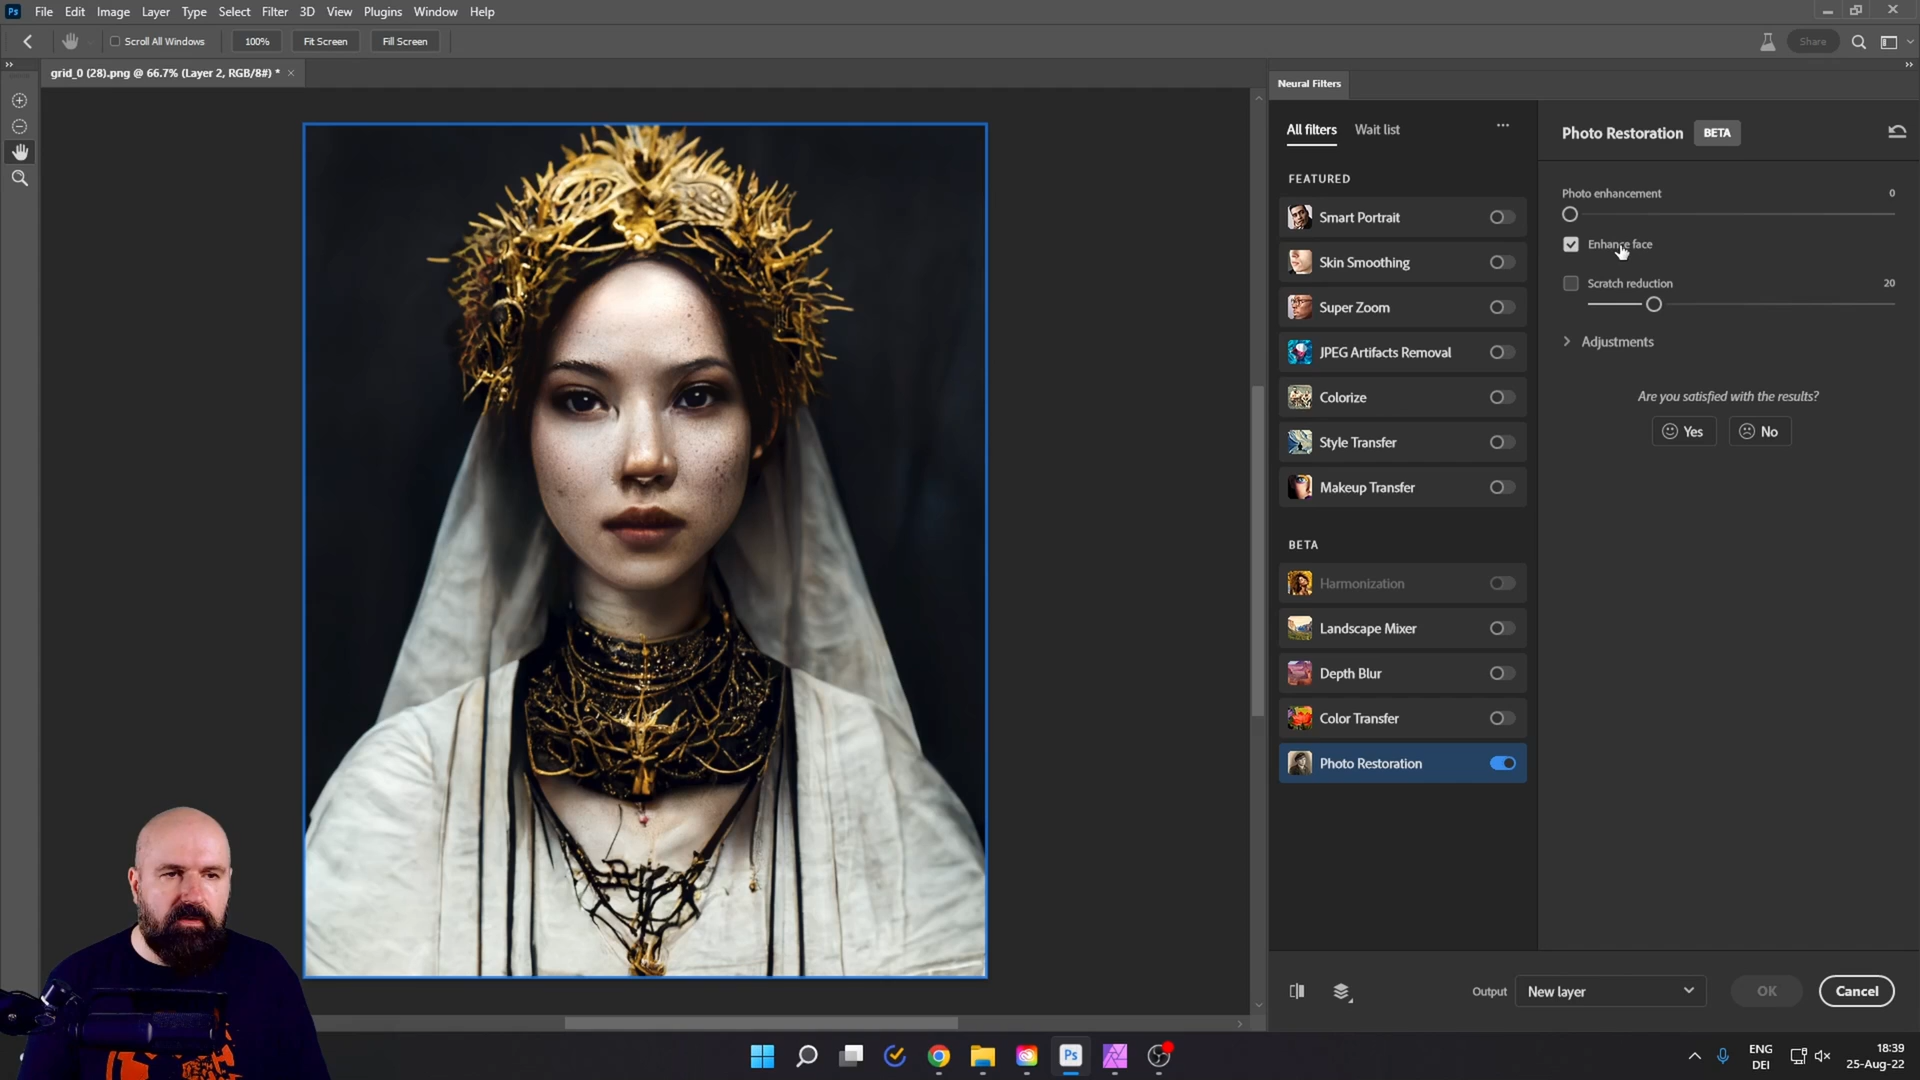 Ps File Edit Image Layer Type Select Filter 3D View Plugins Window Help
Scroll All Windows 100% Fit Screen Fill Screen Share
grid_0 (28).png @ 66.7% (Layer 2, RGB/8#) * ×
Neural Filters
All filters Wait list ...
FEATURED
Smart Portrait
Skin Smoothing
Super Zoom
JPEG Artifacts Removal
Colorize
Style Transfer
Makeup Transfer
BETA
Harmonization
Landscape Mixer
Depth Blur
Color Transfer
Photo Restoration
Photo Restoration BETA
Photo enhancement 0
Enhance face
Scratch reduction 20
Adjustments
Are you satisfied with the results?
Yes No
Output New layer OK Cancel
Ps
ENG
DEI
18:39
25-Aug-22